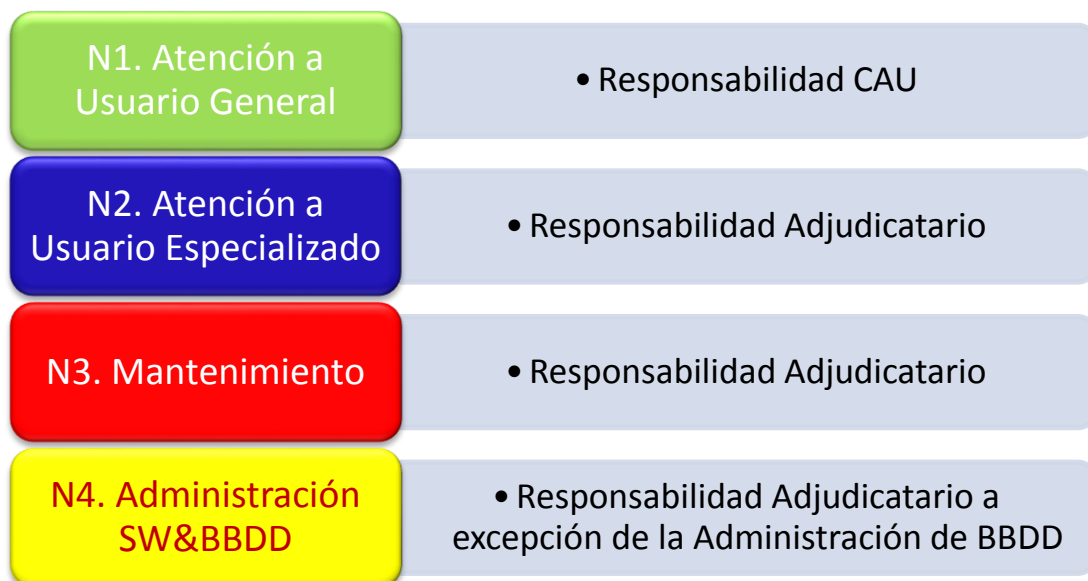 N1. Atención a
Usuario General
• Responsabilidad CAU
N2. Atención a
Usuario Especializado
• Responsabilidad Adjudicatario
N3. Mantenimiento
• Responsabilidad Adjudicatario
N4. Administración
SW&BBDD
• Responsabilidad Adjudicatario a
excepción de la Administración de BBDD